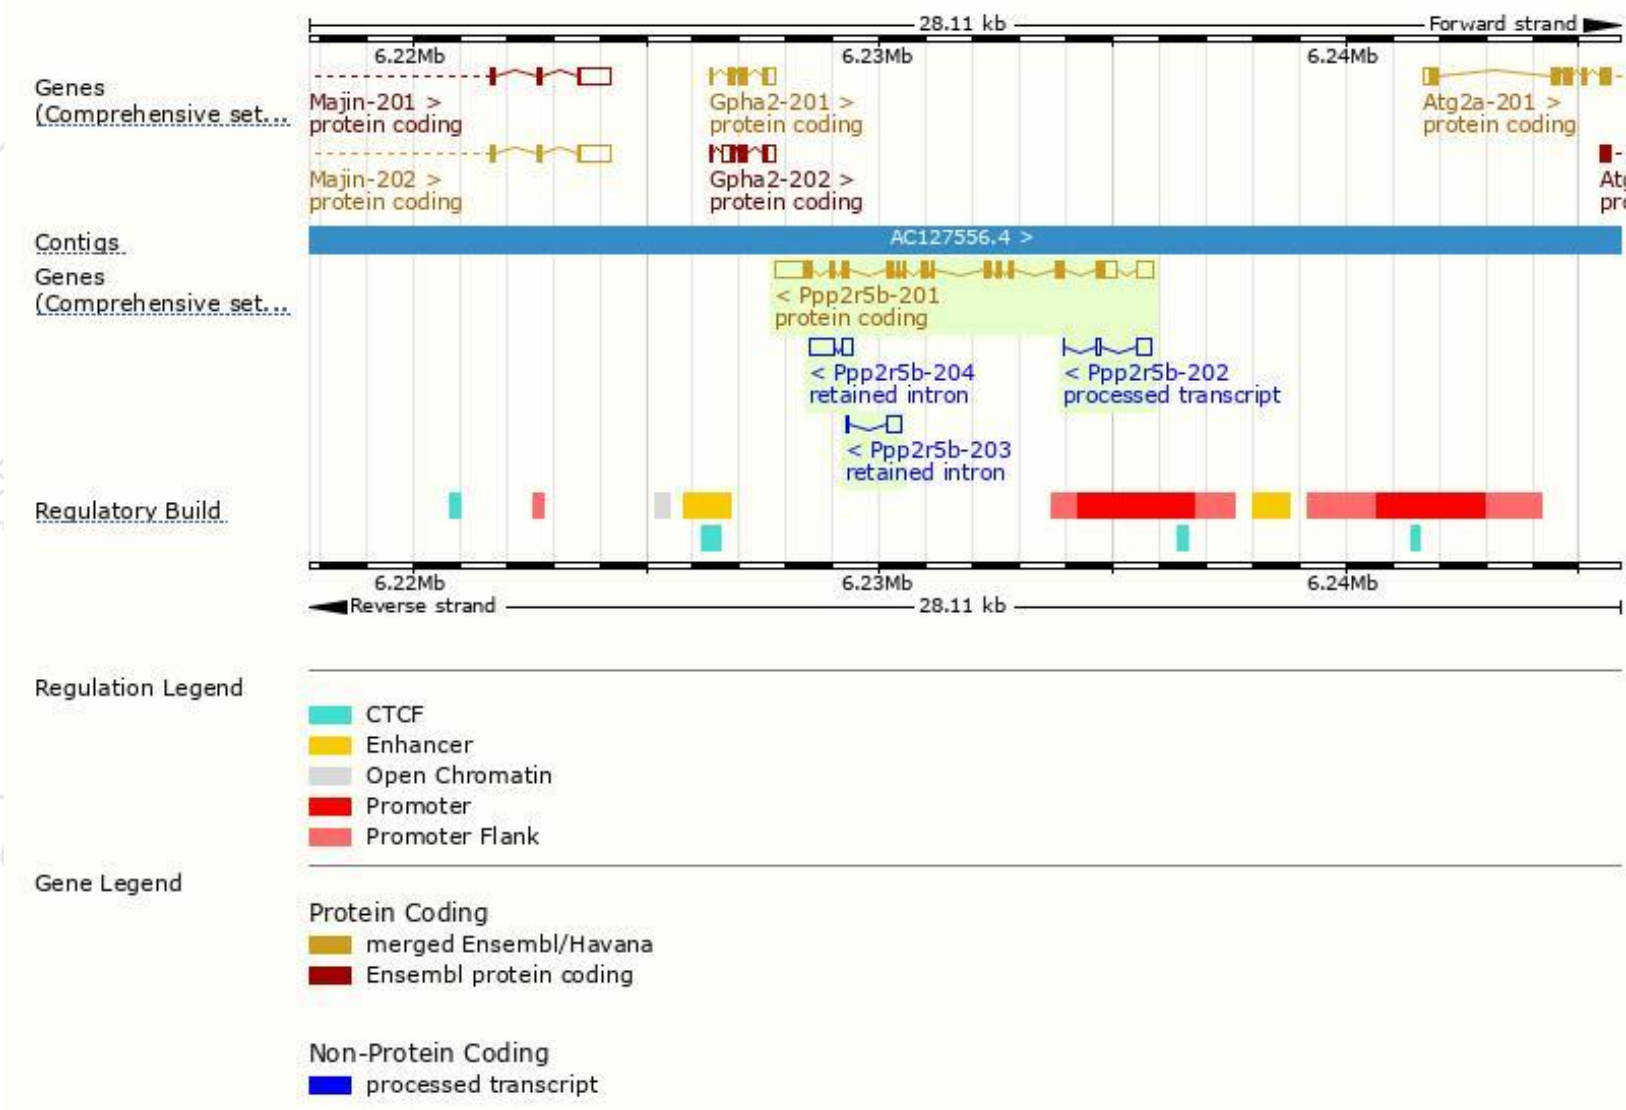 28.11 kb Forward strand
6.22Mb 6.23Mb 6.24Mb
Genes
(Comprehensive set...
Majin-201 > Gpha2-201 > Atg2a-201 >
protein coding protein coding protein coding
Majin-202 > Gpha2-202 > Atg
protein coding protein coding pro
Contigs AC127556.4 >
Genes
(Comprehensive set...
< Ppp2r5b-201
protein coding
< Ppp2r5b-204 < Ppp2r5b-202
retained intron processed transcript
< Ppp2r5b-203
retained intron
Regulatory Build
6.22Mb 6.23Mb 6.24Mb
Reverse strand 28.11 kb
Regulation Legend
CTCF
Enhancer
Open Chromatin
Promoter
Promoter Flank
Gene Legend
Protein Coding
merged Ensembl/Havana
Ensembl protein coding
Non-Protein Coding
processed transcript